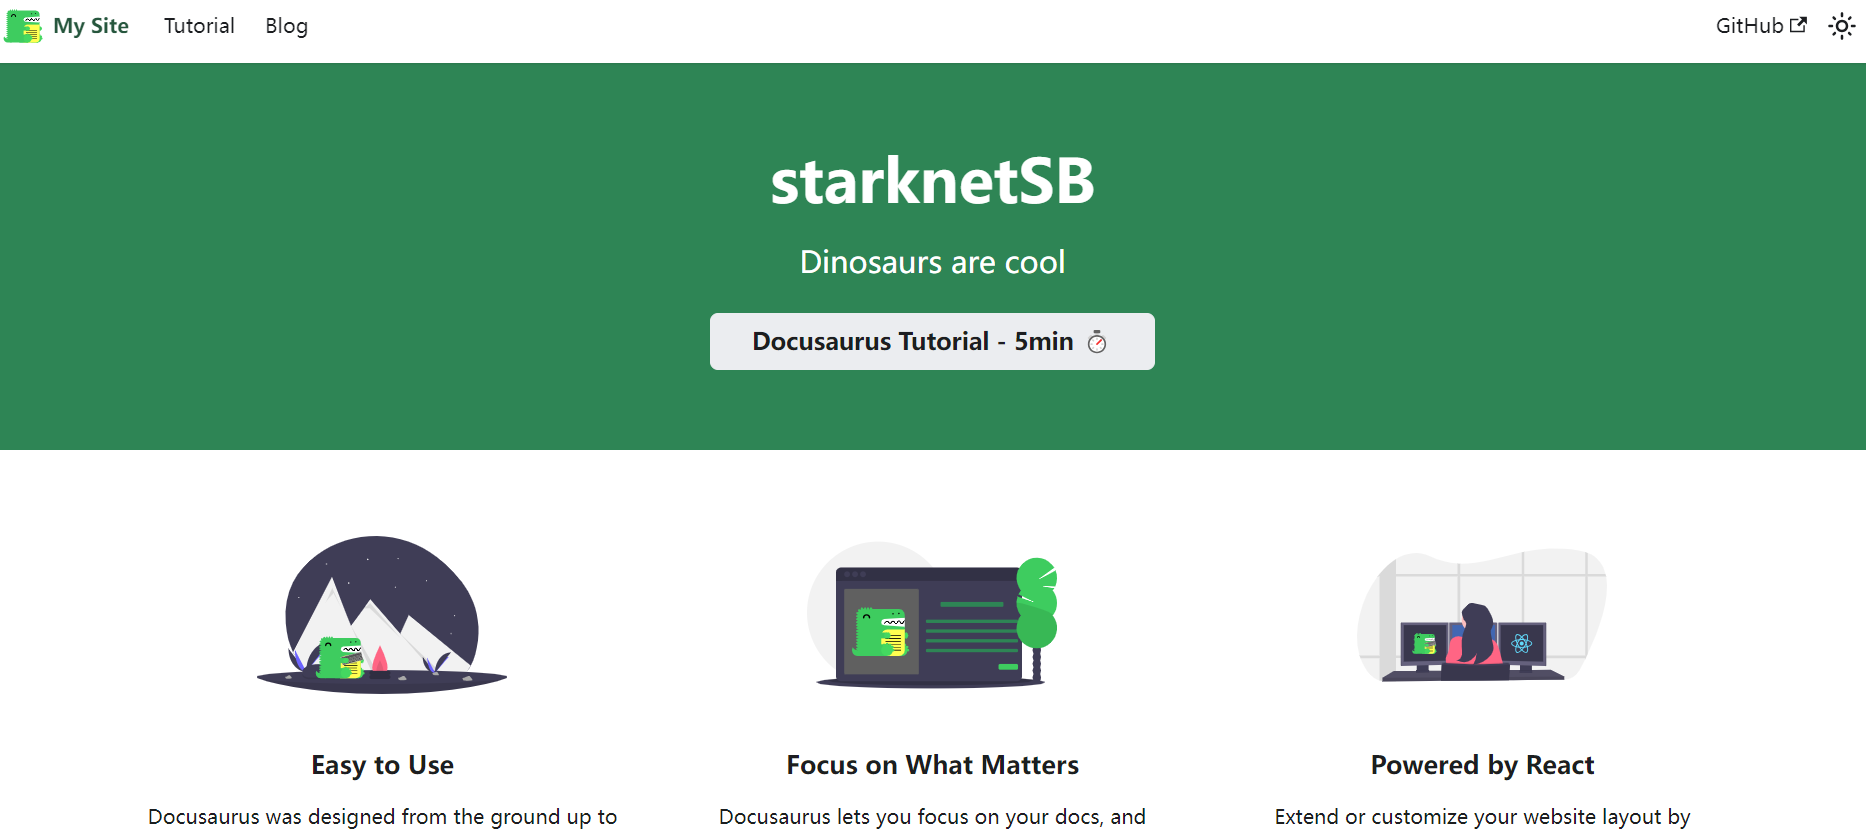 My Site Tutorial Blog GitHub
starknetSB
Dinosaurs are cool
Docusaurus Tutorial - 5min ⏱️
Easy to Use
Docusaurus was designed from the ground up to
Focus on What Matters
Docusaurus lets you focus on your docs, and
Powered by React
Extend or customize your website layout by